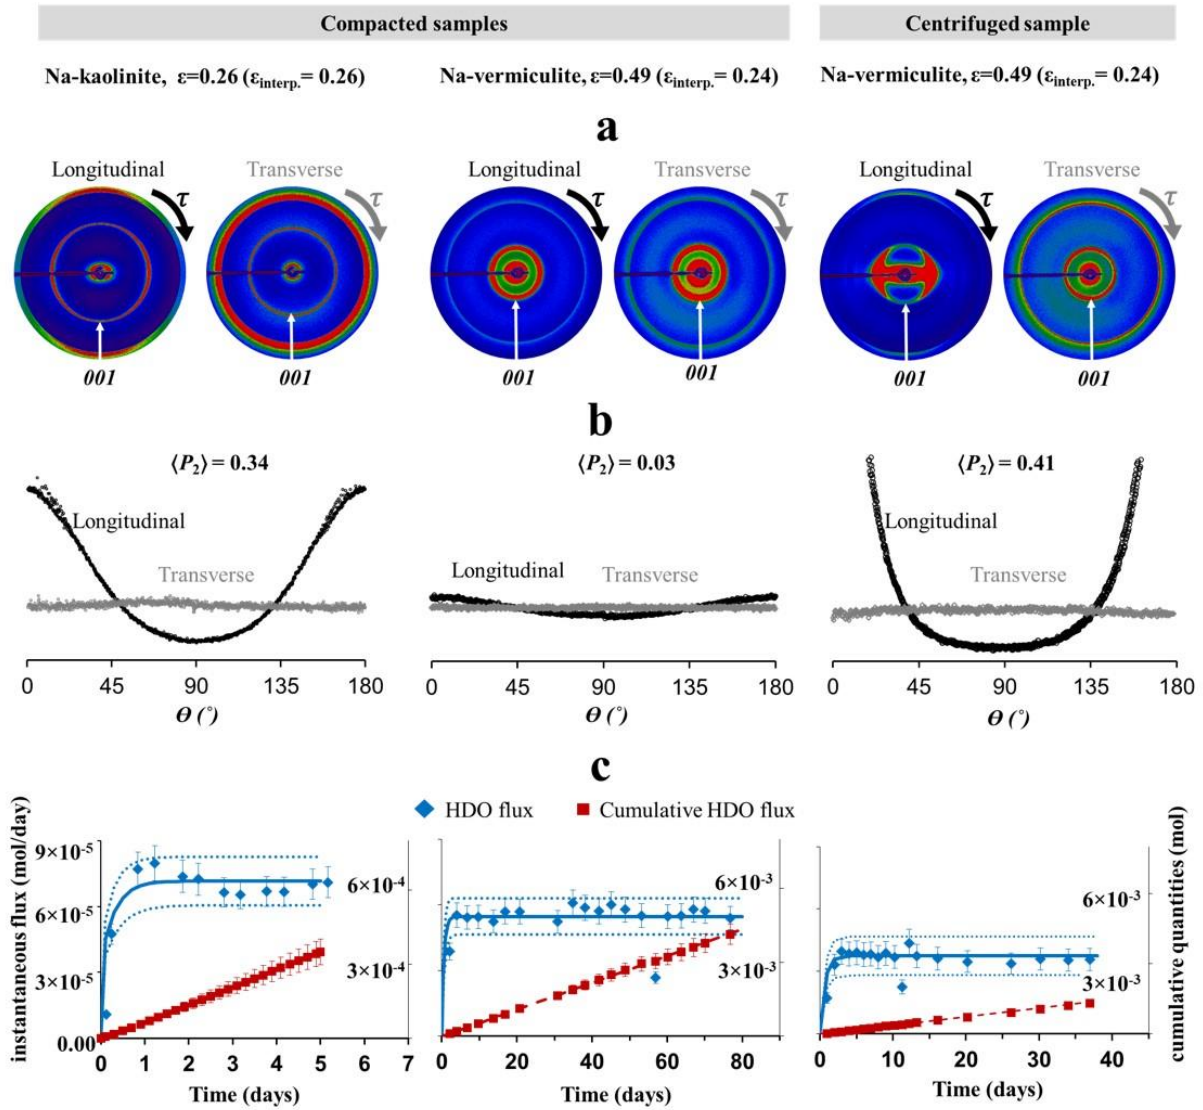 Compacted samples Centrifuged sample
Na-kaolinite, ε=0.26 (ε_interp.= 0.26) Na-vermiculite, ε=0.49 (ε_interp.= 0.24) Na-vermiculite, ε=0.49 (ε_interp.= 0.24)
a
Longitudinal τ Transverse τ Longitudinal τ Transverse τ Longitudinal τ Transverse τ
001 001 001 001 001 001
b
⟨P₂⟩ = 0.34 ⟨P₂⟩ = 0.03 ⟨P₂⟩ = 0.41
Longitudinal Longitudinal Transverse Longitudinal
Transverse Transverse
0 45 90 135 180 0 45 90 135 180 0 45 90 135 180
Θ (°) Θ (°) Θ (°)
c
HDO flux Cumulative HDO flux
instantaneous flux (mol/day)
9×10⁻⁵
6×10⁻⁵
3×10⁻⁵
0.00
6×10⁻⁴
3×10⁻⁴
0 1 2 3 4 5 6 7
Time (days)
6×10⁻³
3×10⁻³
0 20 40 60 80
Time (days)
6×10⁻³
3×10⁻³
0 10 20 30 40
Time (days)
cumulative quantities (mol)